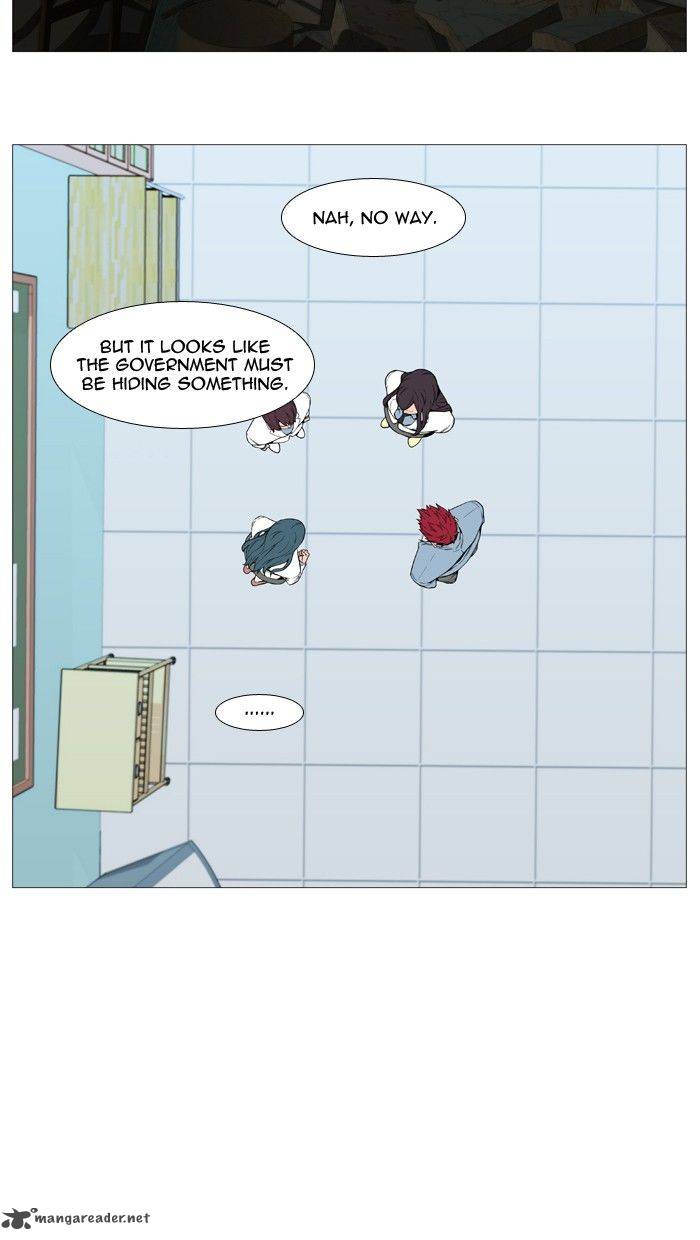 NAH, NO WAY.
BUT IT LOOKS LIKE
THE GOVERNMENT MUST
BE HIDING SOMETHING.
......
mangareader.net